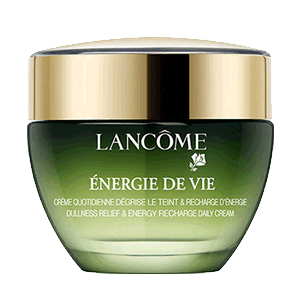 LANCÔME
ÉNERGIE DE VIE
CRÈME QUOTIDIENNE DÉGRISE LE TEINT & RECHARGE D'ÉNERGIE
DULLNESS RELIEF & ENERGY RECHARGE DAILY CREAM